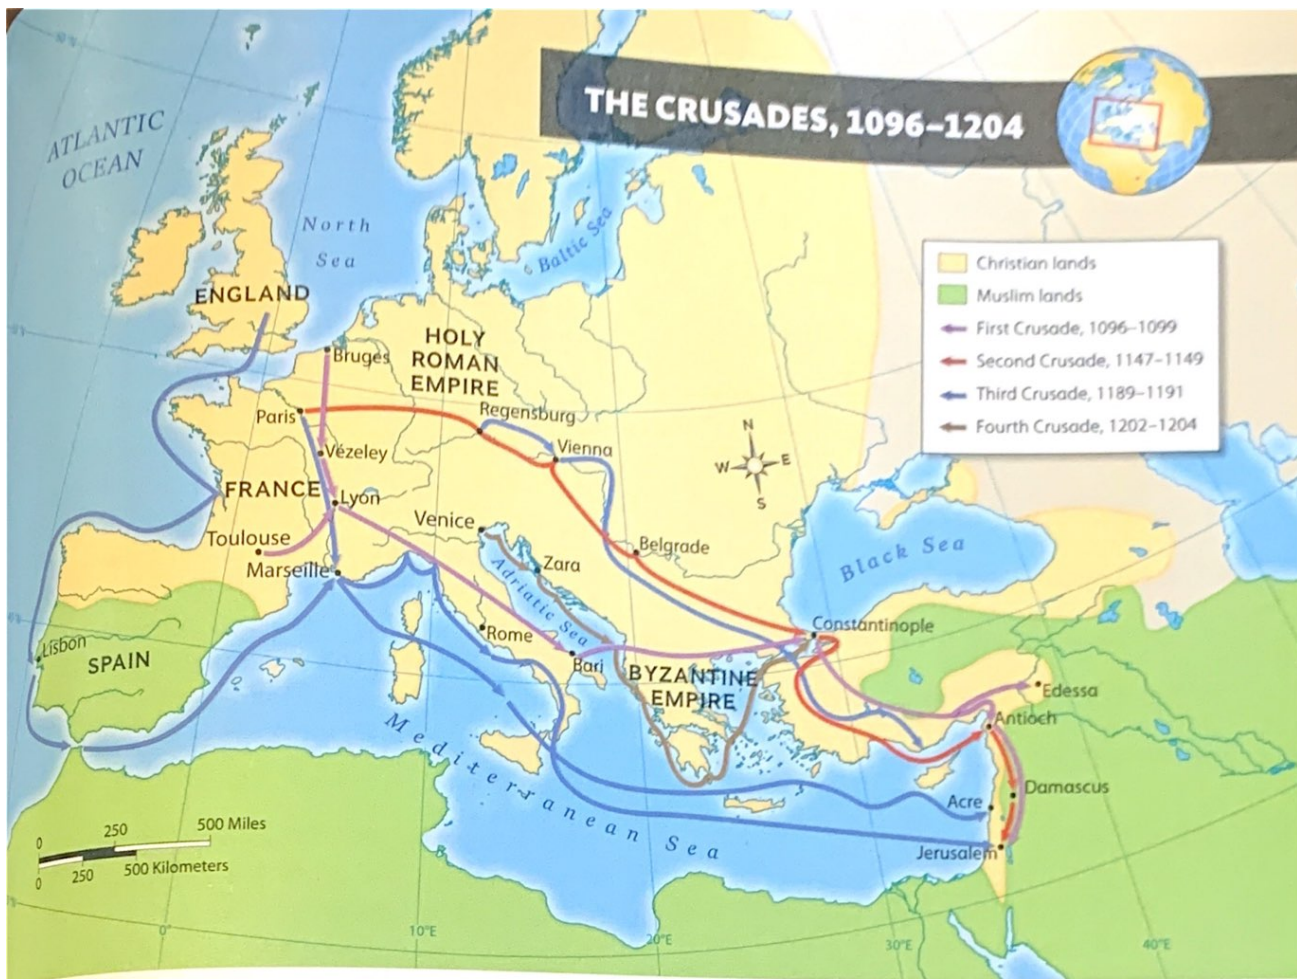 THE CRUSADES, 1096–1204
ATLANTIC
OCEAN
North
Sea
Baltic Sea
Christian lands
Muslim lands
First Crusade, 1096–1099
Second Crusade, 1147–1149
Third Crusade, 1189–1191
Fourth Crusade, 1202–1204
ENGLAND
HOLY
ROMAN
EMPIRE
Bruges
Paris
Regensburg
Vézeley
Vienna
N
W
E
S
FRANCE
Lyon
Venice
Toulouse
Marseille
Zara
Belgrade
Black Sea
Adriatic Sea
Constantinople
Lisbon
SPAIN
Rome
Bari
BYZANTINE
EMPIRE
Edessa
Antioch
Mediterranean Sea
Damascus
Acre
Jerusalem
0 250 500 Miles
0 250 500 Kilometers
0°
10°E
20°E
30°E
40°E